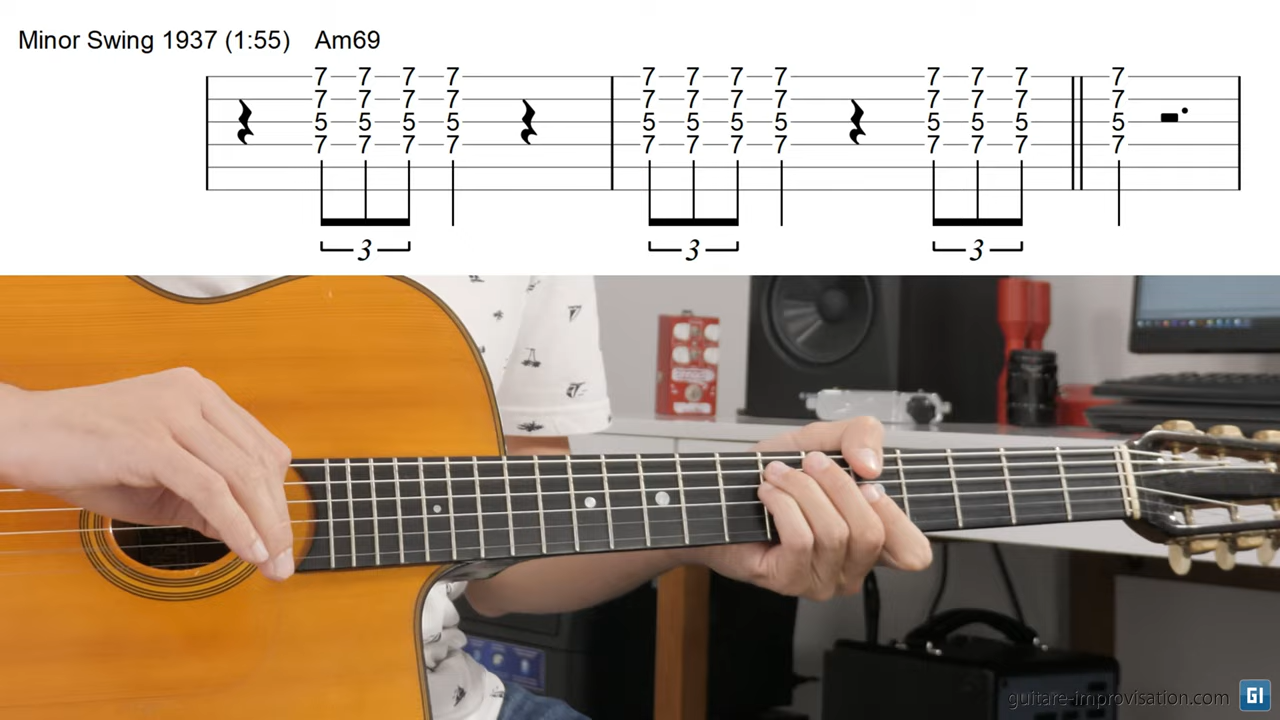 Minor Swing 1937 (1:55) Am69
7 7 7 7 7 7 7 7 7 7 7 7
7 7 7 7 7 7 7 7 7 7 7 7
5 5 5 5 5 5 5 5 5 5 5 5
7 7 7 7 7 7 7 7 7 7 7 7
3 3 3
guitare-improvisation.com GI